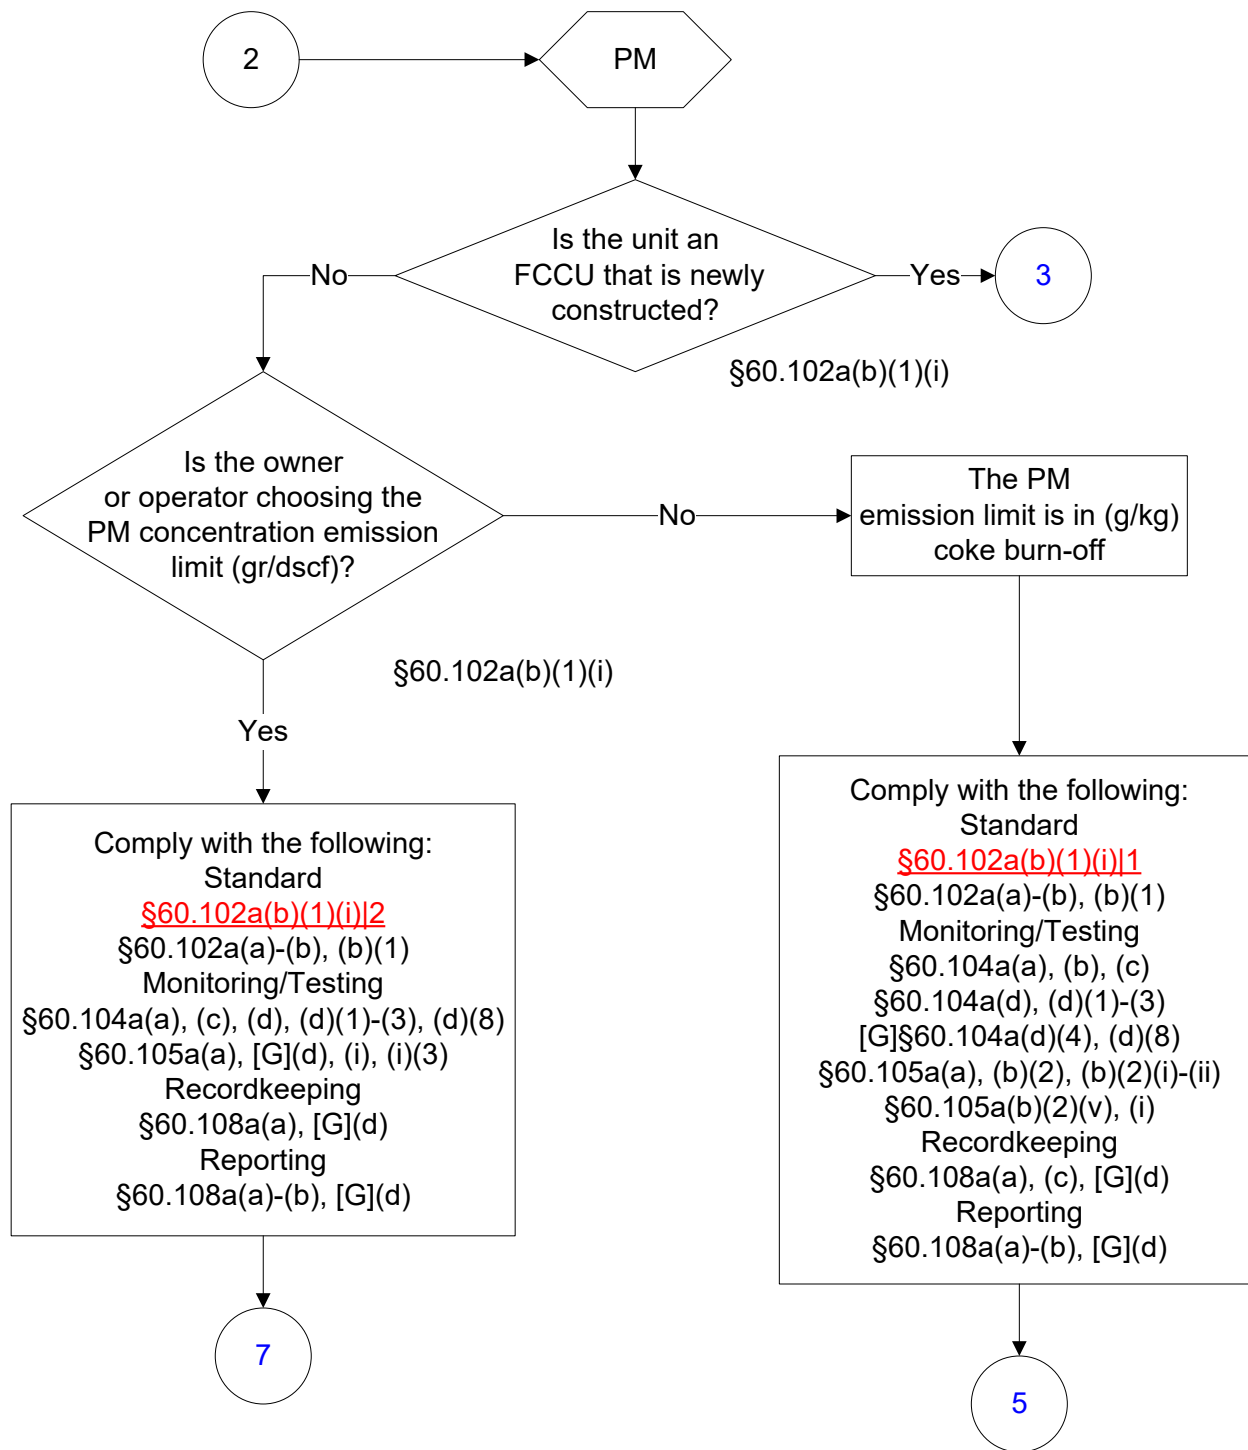 2
PM
Is the unit an
FCCU that is newly
constructed?
No
Yes
3
§60.102a(b)(1)(i)
Is the owner
or operator choosing the
PM concentration emission
limit (gr/dscf)?
No
The PM
emission limit is in (g/kg)
coke burn-off
§60.102a(b)(1)(i)
Yes
Comply with the following:
Standard
§60.102a(b)(1)(i)|2
§60.102a(a)-(b), (b)(1)
Monitoring/Testing
§60.104a(a), (c), (d), (d)(1)-(3), (d)(8)
§60.105a(a), [G](d), (i), (i)(3)
Recordkeeping
§60.108a(a), [G](d)
Reporting
§60.108a(a)-(b), [G](d)
7
Comply with the following:
Standard
§60.102a(b)(1)(i)|1
§60.102a(a)-(b), (b)(1)
Monitoring/Testing
§60.104a(a), (b), (c)
§60.104a(d), (d)(1)-(3)
[G]§60.104a(d)(4), (d)(8)
§60.105a(a), (b)(2), (b)(2)(i)-(ii)
§60.105a(b)(2)(v), (i)
Recordkeeping
§60.108a(a), (c), [G](d)
Reporting
§60.108a(a)-(b), [G](d)
5